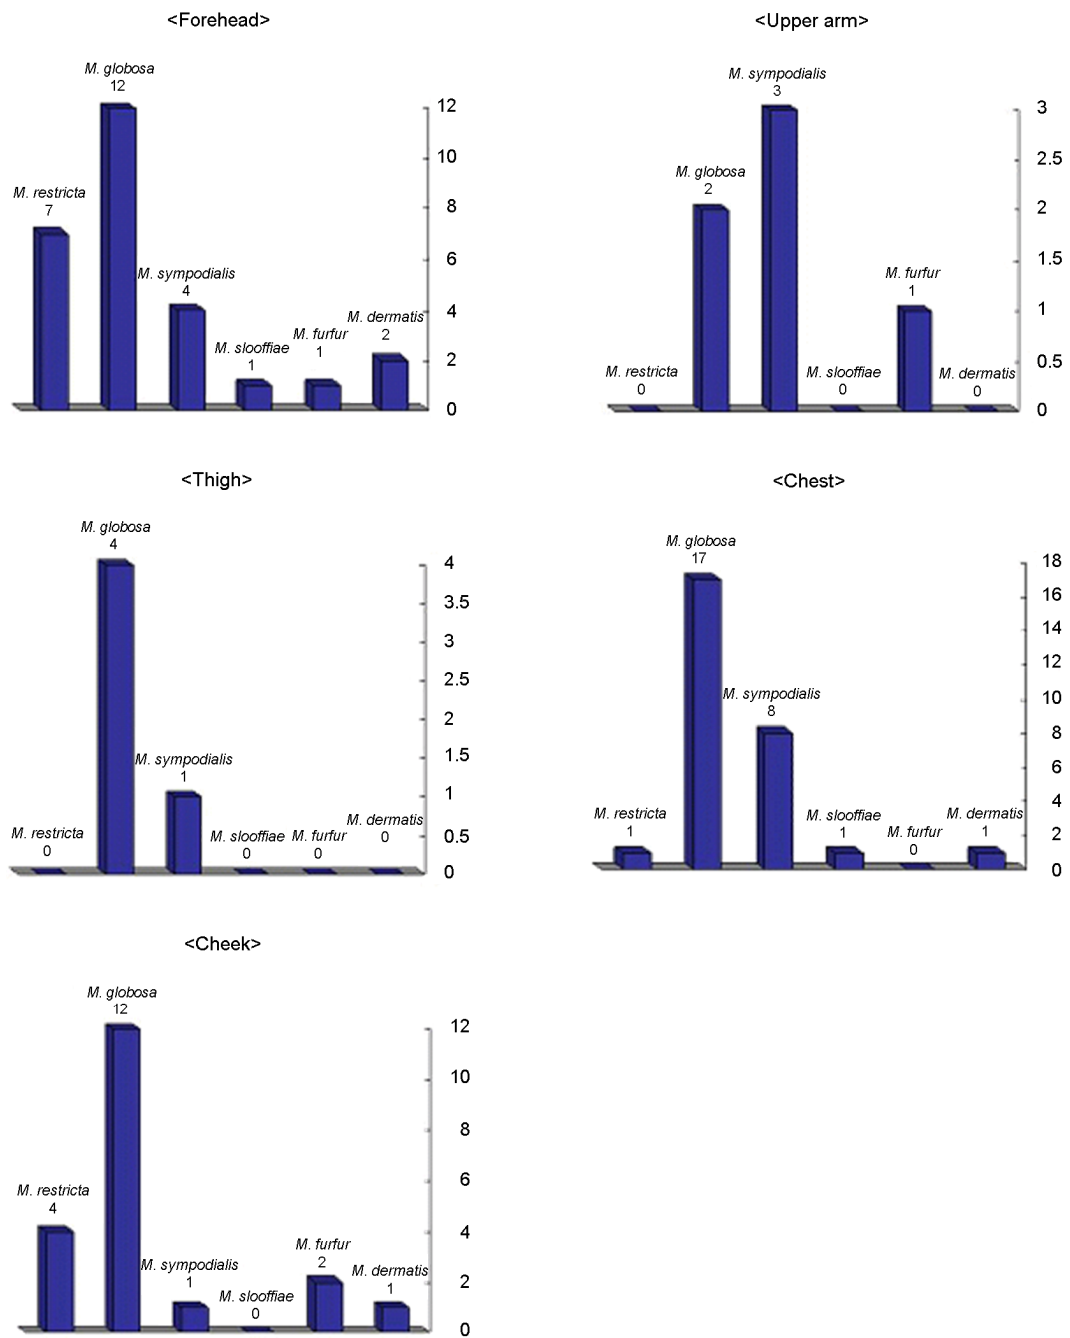 <Forehead>
M. globosa
12
M. restricta
7
M. sympodialis
4
M. slooffiae
1
M. furfur
1
M. dermatis
2
12
10
8
6
4
2
0
<Upper arm>
M. sympodialis
3
M. globosa
2
M. furfur
1
M. restricta
0
M. slooffiae
0
M. dermatis
0
3
2.5
2
1.5
1
0.5
0
<Thigh>
M. globosa
4
M. sympodialis
1
M. restricta
0
M. slooffiae
0
M. furfur
0
M. dermatis
0
4
3.5
3
2.5
2
1.5
1
0.5
0
<Chest>
M. globosa
17
M. sympodialis
8
M. restricta
1
M. slooffiae
1
M. furfur
0
M. dermatis
1
18
16
14
12
10
8
6
4
2
0
<Cheek>
M. globosa
12
M. restricta
4
M. sympodialis
1
M. slooffiae
0
M. furfur
2
M. dermatis
1
12
10
8
6
4
2
0